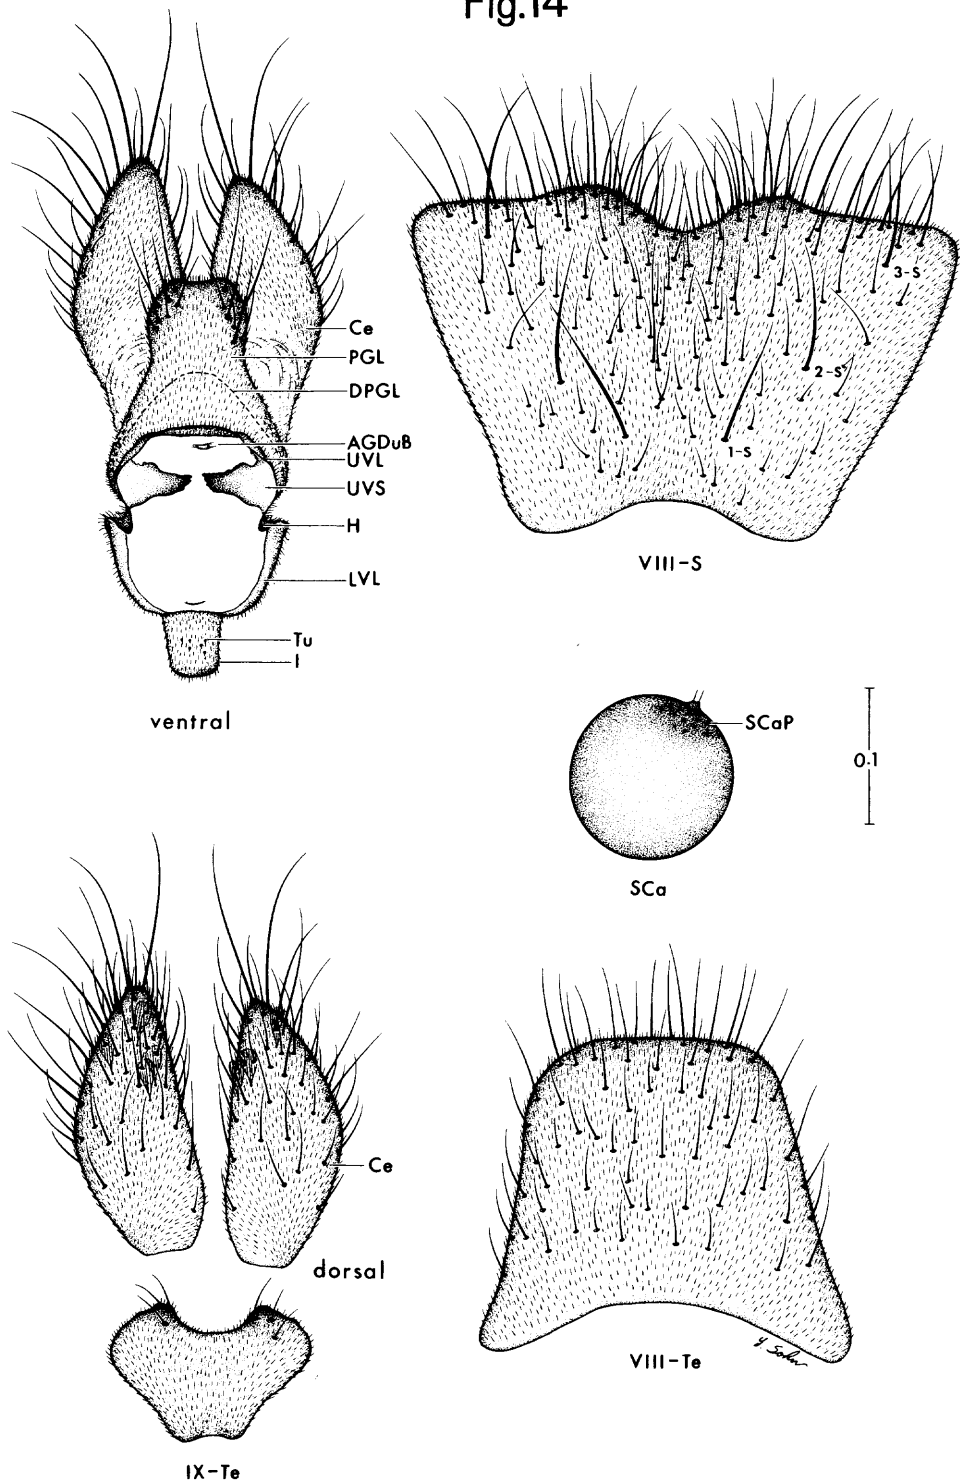 Fig.14
Ce
PGL
DPGL
AGDuB
UVL
UVS
H
LVL
Tu
I
ventral
3-S
2-S
1-S
VIII-S
SCaP
0.1
SCa
Ce
dorsal
VIII-Te
IX-Te